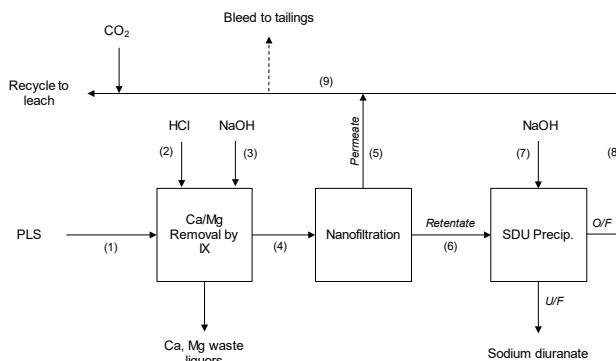 Bleed to tailings
CO2
(9)
Recycle to
leach
HCl
NaOH
NaOH
(2)
(3)
Permeate
(5)
(7)
(8
Ca/Mg
Removal by
IX
PLS
(1)
(4)
Nanofiltration
Retentate
(6)
SDU Precip.
O/F
U/F
Ca, Mg waste
liquors
Sodium diuranate